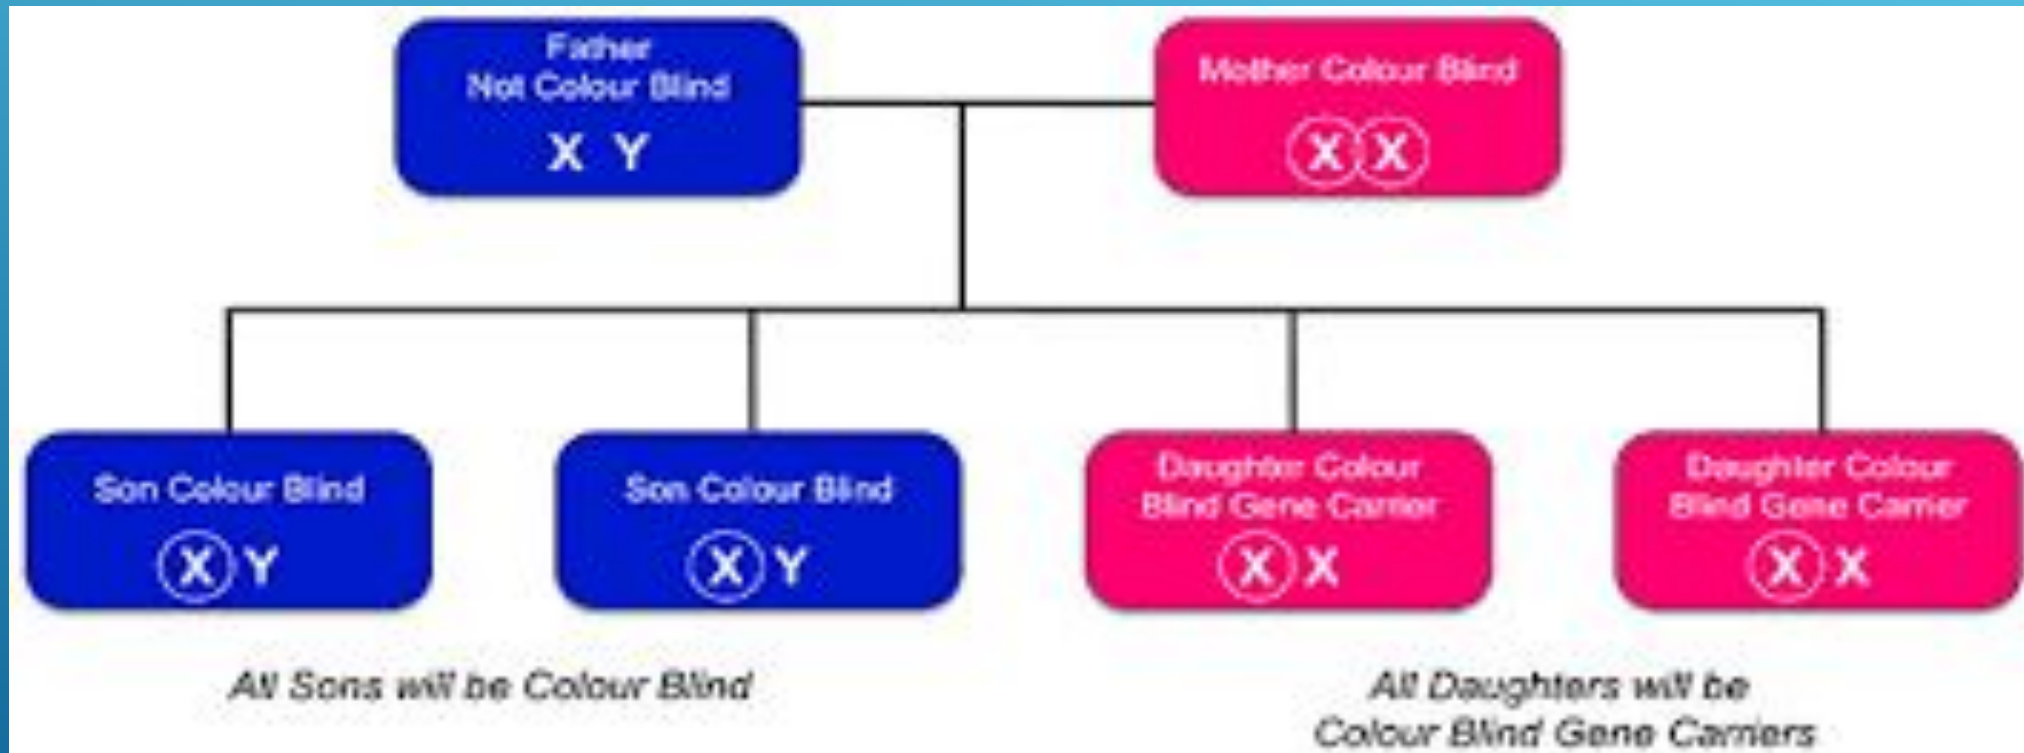 Father
Not Colour Blind
X Y
Mother Colour Blind
X X
Son Colour Blind
X Y
Son Colour Blind
X Y
Daughter Colour
Blind Gene Carrier
X X
Daughter Colour
Blind Gene Carrier
X X
All Sons will be Colour Blind
All Daughters will be
Colour Blind Gene Carriers